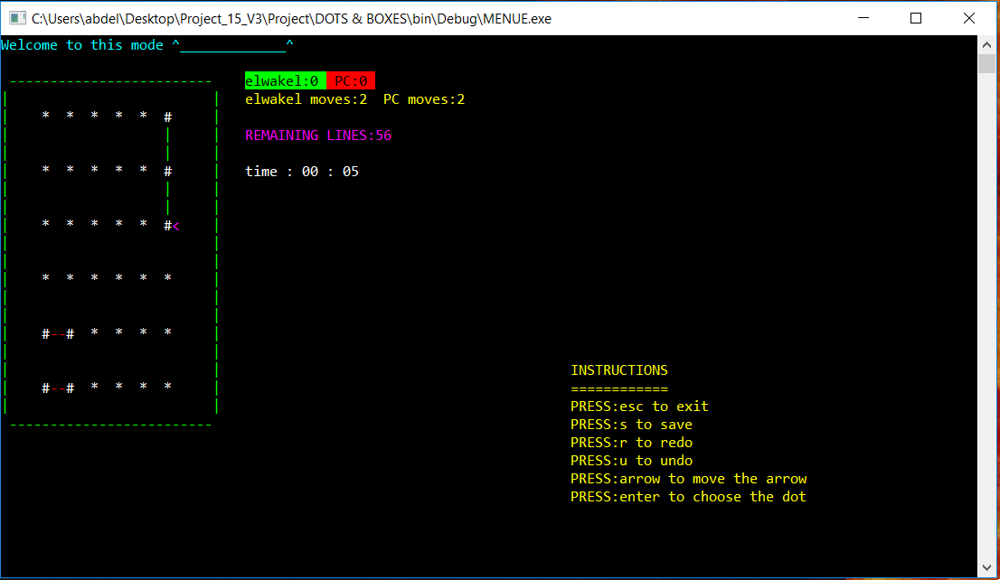 C:\Users\abdel\Desktop\Project_15_V3\Project\DOTS & BOXES\bin\Debug\MENUE.exe
Welcome to this mode ^_____________^
-------------------------
elwakel:0 PC:0
elwakel moves:2 PC moves:2
* * * * * #
REMAINING LINES:56
* * * * * #
time : 00 : 05
* * * * * #<
* * * * * *
#--# * * * *
#--# * * * *
-------------------------
INSTRUCTIONS
============
PRESS:esc to exit
PRESS:s to save
PRESS:r to redo
PRESS:u to undo
PRESS:arrow to move the arrow
PRESS:enter to choose the dot